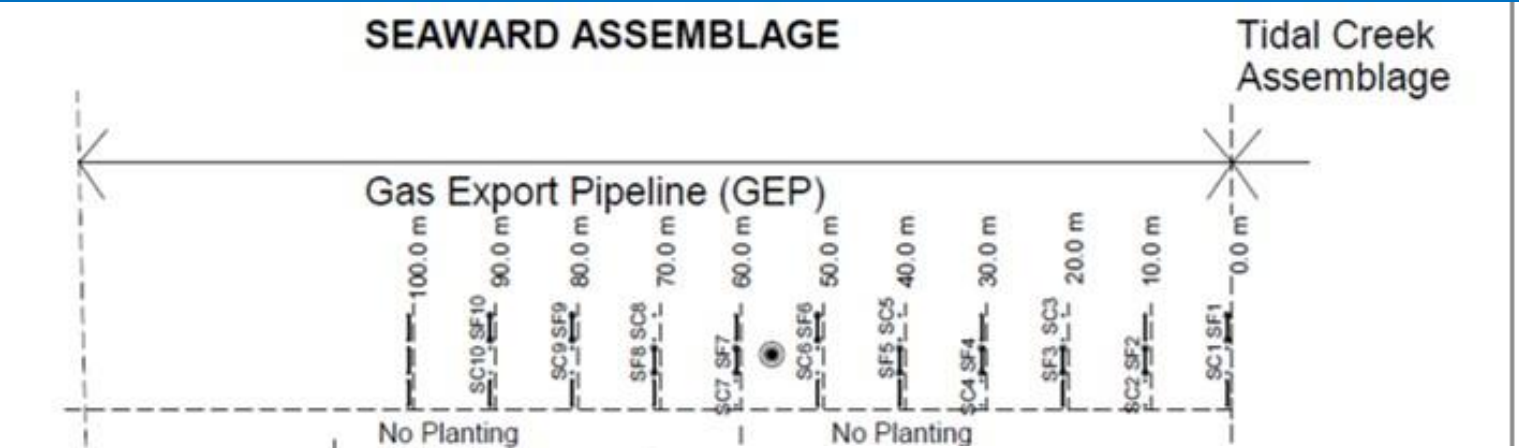 SEAWARD ASSEMBLAGE
Tidal Creek
Assemblage
Gas Export Pipeline (GEP)
100.0 m
90.0 m
80.0 m
70.0 m
60.0 m
50.0 m
40.0 m
30.0 m
20.0 m
10.0 m
0.0 m
SC10 SF10
SC9 SF9
SF8 SC8
SC7 SF7
SC6 SF6
SF5 SC5
SC4 SF4
SF3 SC3
SC2 SF2
SC1 SF1
No Planting
No Planting